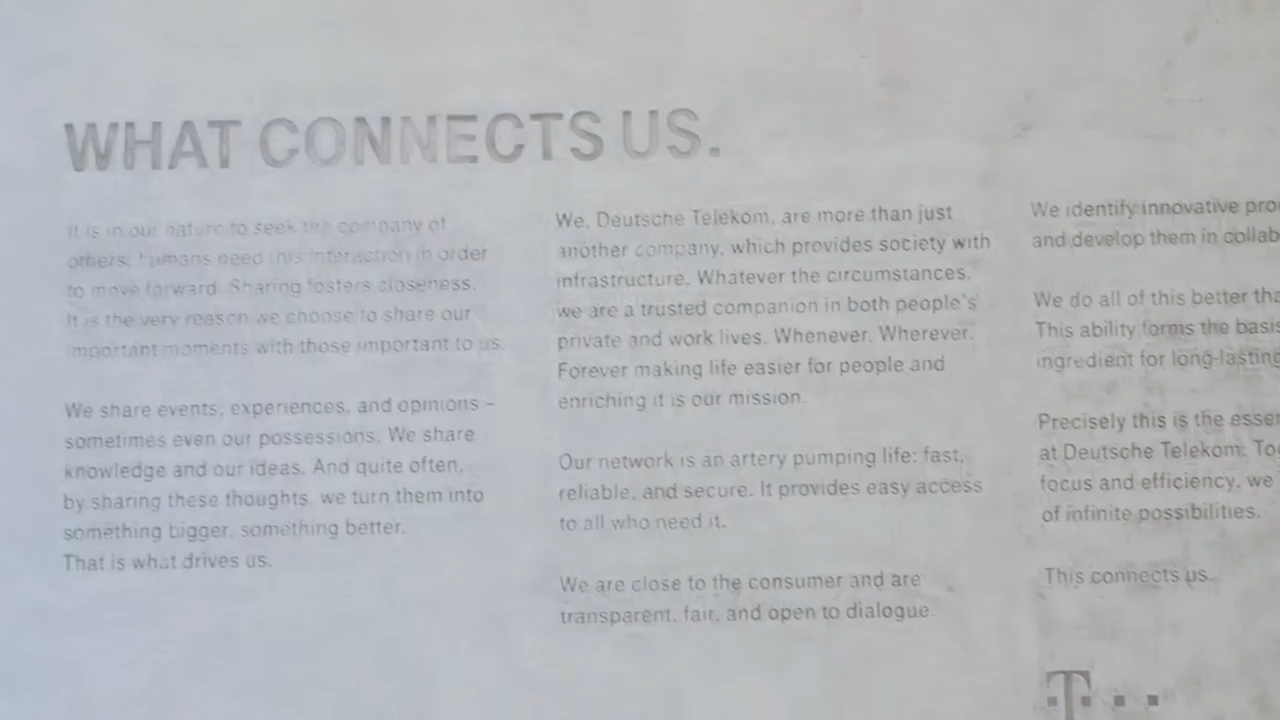 WHAT CONNECTS US.
It is in our nature to seek the company of
others; humans need this interaction in order
to move forward. Sharing fosters closeness.
It is the very reason we choose to share our
important moments with those important to us.
We share events, experiences, and opinions –
sometimes even our possessions. We share
knowledge and our ideas. And quite often,
by sharing these thoughts, we turn them into
something bigger, something better.
That is what drives us.
We, Deutsche Telekom, are more than just
another company, which provides society with
infrastructure. Whatever the circumstances,
we are a trusted companion in both people's
private and work lives. Whenever. Wherever.
Forever making life easier for people and
enriching it is our mission.
Our network is an artery pumping life: fast,
reliable, and secure. It provides easy access
to all who need it.
We are close to the consumer and are
transparent, fair, and open to dialogue.
We identify innovative pro
and develop them in collab
We do all of this better tha
This ability forms the basis
ingredient for long-lasting
Precisely this is the esser
at Deutsche Telekom: To
focus and efficiency, we
of infinite possibilities.
This connects us.
T